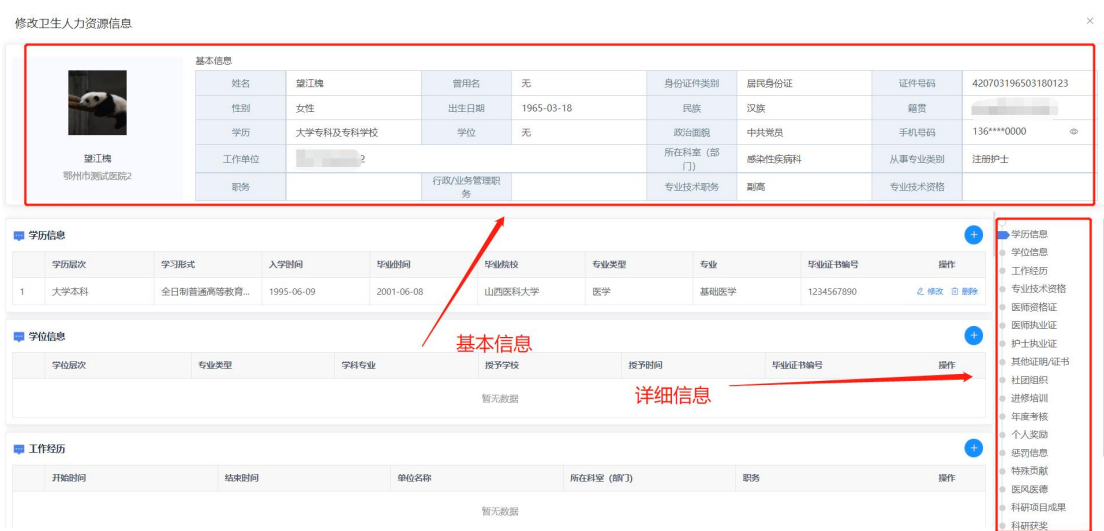 修改卫生人力资源信息 ×
基本信息
姓名 望江槐 曾用名 无 身份证件类别 居民身份证 证件号码 420703196503180123
性别 女性 出生日期 1965-03-18 民族 汉族 籍贯
学历 大学专科及专科学校 学位 无 政治面貌 中共党员 手机号码 136****0000
望江槐
鄂州市测试医院2
工作单位 2 所在科室（部门） 感染性疾病科 从事专业类别 注册护士
职务 行政/业务管理职务 专业技术职务 副高 专业技术资格
学历信息
学历层次 学习形式 入学时间 毕业时间 毕业院校 专业类型 专业 毕业证书编号 操作
1 大学本科 全日制普通高等教育... 1995-06-09 2001-06-08 山西医科大学 医学 基础医学 1234567890 修改 删除
学位信息
基本信息
学位层次 专业类型 学科专业 授予学校 授予时间 毕业证书编号 操作
暂无数据
详细信息
工作经历
开始时间 结束时间 单位名称 所在科室（部门） 职务 操作
暂无数据
学历信息
学位信息
工作经历
专业技术资格
医师资格证
医师执业证
护士执业证
其他证明/证书
社团组织
进修培训
年度考核
个人奖励
惩罚信息
特殊贡献
医风医德
科研项目成果
科研获奖